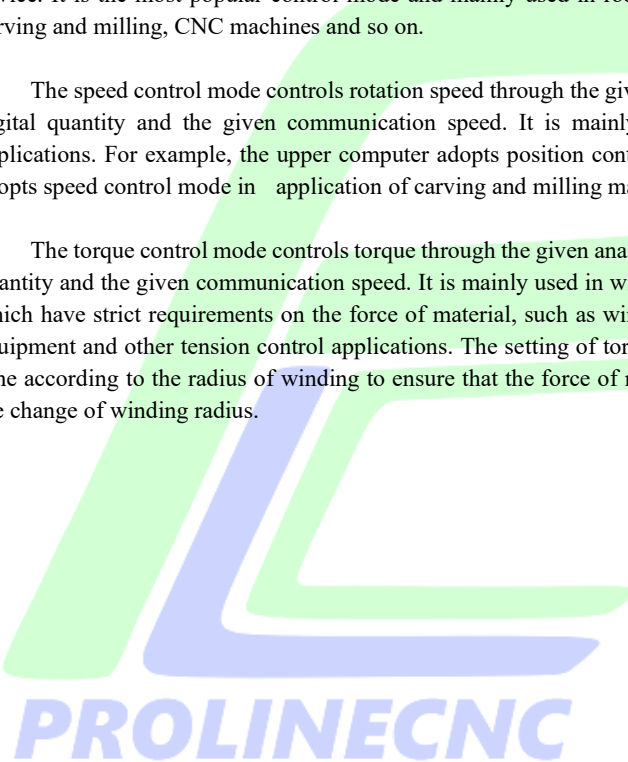 vice. It is the most popular control mode and mainly used in
rving and milling, CNC machines and so on.
The speed control mode controls rotation speed through the
gital quantity and the given communication speed. It is mainly
plications. For example, the upper computer adopts position
opts speed control mode in application of carving and milling
The torque control mode controls torque through the given
antity and the given communication speed. It is mainly used in
hich have strict requirements on the force of material, such as
uipment and other tension control applications. The setting of
me according to the radius of winding to ensure that the force of
e change of winding radius.
PROLINECNC